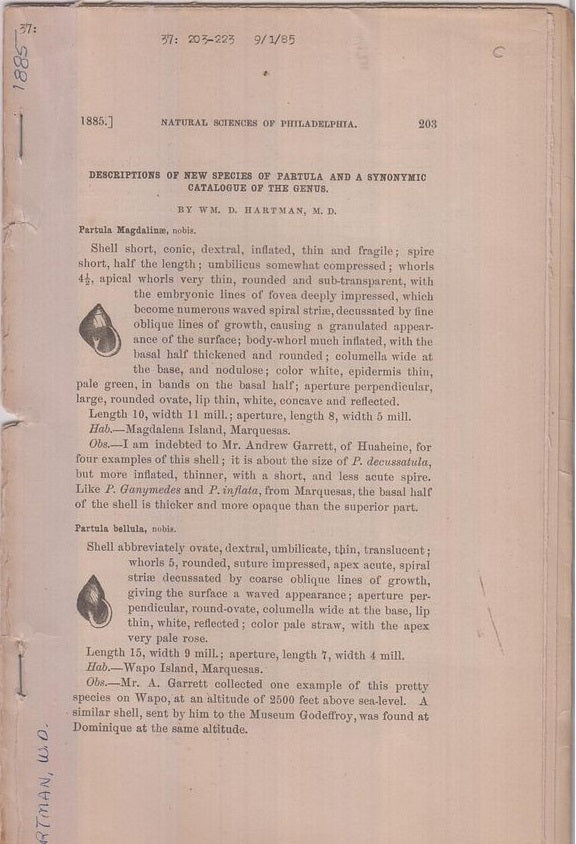 37:
1885
37: 203-223 9/1/85
C
1885.] NATURAL SCIENCES OF PHILADELPHIA. 203
DESCRIPTIONS OF NEW SPECIES OF PARTULA AND A SYNONYMIC
CATALOGUE OF THE GENUS.
BY WM. D. HARTMAN, M. D.
Partula Magdalinæ, nobis.
Shell short, conic, dextral, inflated, thin and fragile; spire
short, half the length; umbilicus somewhat compressed; whorls
4½, apical whorls very thin, rounded and sub-transparent, with
the embryonic lines of fovea deeply impressed, which
become numerous waved spiral striæ, decussated by fine
oblique lines of growth, causing a granulated appear-
ance of the surface; body-whorl much inflated, with the
basal half thickened and rounded; columella wide at
the base, and nodulose; color white, epidermis thin,
pale green, in bands on the basal half; aperture perpendicular,
large, rounded ovate, lip thin, white, concave and reflected.
Length 10, width 11 mill.; aperture, length 8, width 5 mill.
Hab.—Magdalena Island, Marquesas.
Obs.—I am indebted to Mr. Andrew Garrett, of Huaheine, for
four examples of this shell; it is about the size of P. decussatula,
but more inflated, thinner, with a short, and less acute spire.
Like P. Ganymedes and P. inflata, from Marquesas, the basal half
of the shell is thicker and more opaque than the superior part.
Partula bellula, nobis.
Shell abbreviately ovate, dextral, umbilicate, thin, translucent;
whorls 5, rounded, suture impressed, apex acute, spiral
striæ decussated by coarse oblique lines of growth,
giving the surface a waved appearance; aperture per-
pendicular, round-ovate, columella wide at the base, lip
thin, white, reflected; color pale straw, with the apex
very pale rose.
Length 15, width 9 mill.; aperture, length 7, width 4 mill.
Hab.—Wapo Island, Marquesas.
Obs.—Mr. A. Garrett collected one example of this pretty
species on Wapo, at an altitude of 2500 feet above sea-level. A
similar shell, sent by him to the Museum Godeffroy, was found at
Dominique at the same altitude.
RTMAN, W.D.